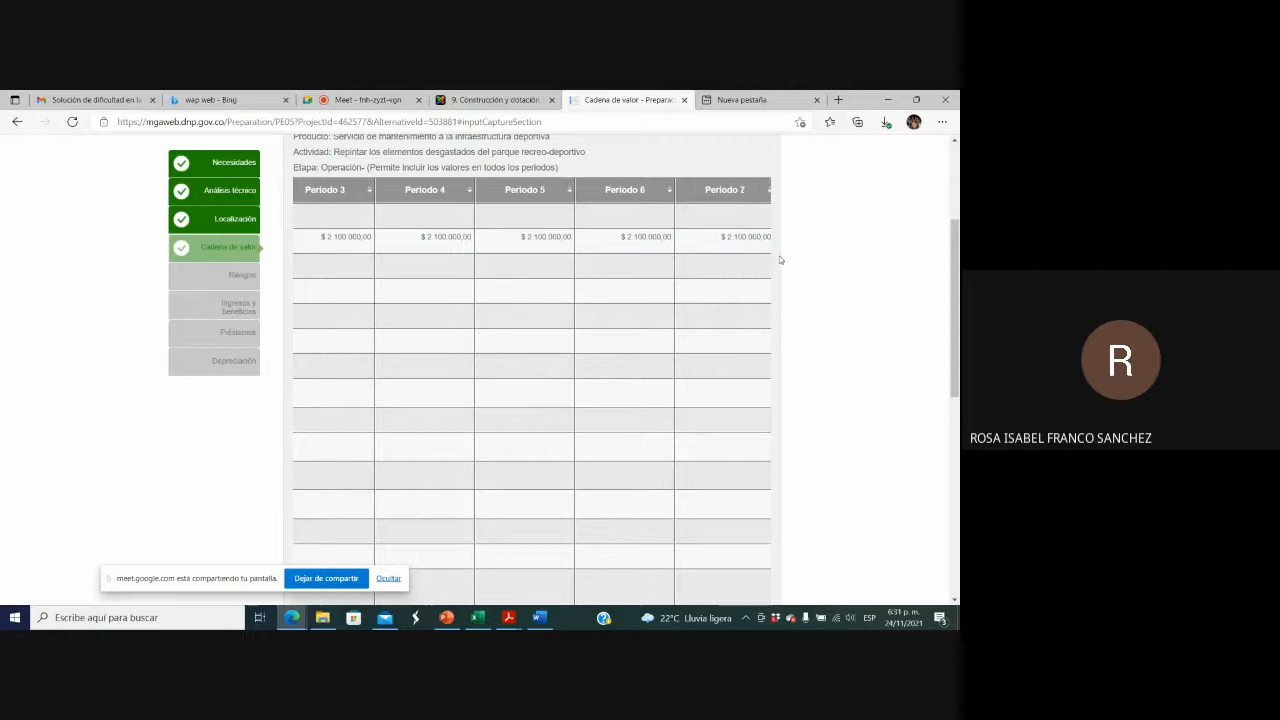 Solución de dificultad en la
wap web - Bing
Meet - fnh-zyzt-vgn
9. Construcción y dotación
Cadena de valor - Preparac
Nueva pestaña
https://mgaweb.dnp.gov.co/Preparation/PE05?ProjectId=462577&AlternativeId=503881#inputCaptureSection
Producto: Servicio de mantenimiento a la infraestructura deportiva
Actividad: Repintar los elementos desgastados del parque recreo-deportivo
Etapa: Operación- (Permite incluir los valores en todos los periodos)
Necesidades
Análisis técnico
Localización
Cadena de valor
Riesgos
Ingresos y
beneficios
Préstamos
Depreciación
Periodo 3 Periodo 4 Periodo 5 Periodo 6 Periodo 7
$ 2.100.000,00 $ 2.100.000,00 $ 2.100.000,00 $ 2.100.000,00 $ 2.100.000,00
R
ROSA ISABEL FRANCO SANCHEZ
meet.google.com está compartiendo tu pantalla.
Dejar de compartir
Ocultar
Escribe aquí para buscar
22°C Lluvia ligera
ESP
6:31 p. m.
24/11/2021
3